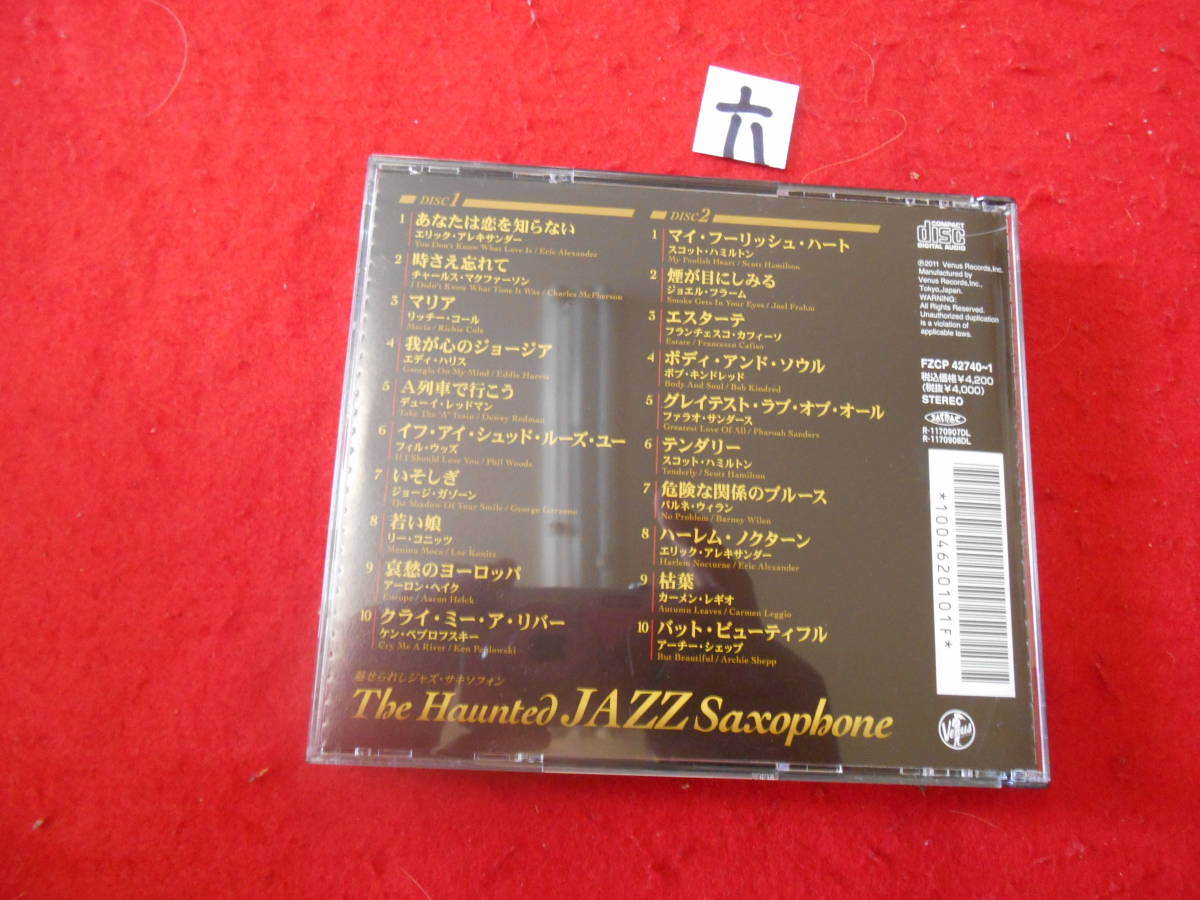 六
DISC 1
1 あなたは恋を知らない
エリック・アレキサンダー
You Don't Know What Love Is / Eric Alexander
2 時さえ忘れて
チャールス・マクファーソン
I Didn't Know What Time It Was / Charles McPherson
3 マリア
リッチー・コール
Maria / Richie Cole
4 我が心のジョージア
エディ・ハリス
Georgia On My Mind / Eddie Harris
5 A列車で行こう
デューイ・レッドマン
Take The "A" Train / Dewey Redman
6 イフ・アイ・シュッド・ルーズ・ユー
フィル・ウッズ
If I Should Lose You / Phil Woods
7 いそしぎ
ジョージ・ガゾーン
The Shadow Of Your Smile / George Garzone
8 若い娘
リー・コニッツ
Menina Moca / Lee Konitz
9 哀愁のヨーロッパ
アーロン・ヘイク
Europe / Aaron Heick
10 クライ・ミー・ア・リバー
ケン・ペプロフスキー
Cry Me A River / Ken Peplowski
DISC 2
1 マイ・フーリッシュ・ハート
スコット・ハミルトン
My Foolish Heart / Scott Hamilton
2 煙が目にしみる
ジョエル・フラーム
Smoke Gets In Your Eyes / Joel Frahm
3 エスターテ
フランチェスコ・カフィーソ
Estate / Francesco Cafiso
4 ボディ・アンド・ソウル
ボブ・キンドレッド
Body And Soul / Bob Kindred
5 グレイテスト・ラブ・オブ・オール
ファラオ・サンダース
Greatest Love Of All / Pharoah Sanders
6 テンダリー
スコット・ハミルトン
Tenderly / Scott Hamilton
7 危険な関係のブルース
バルネ・ウィラン
No Problem / Barney Wilen
8 ハーレム・ノクターン
エリック・アレキサンダー
Harlem Nocturne / Eric Alexander
9 枯葉
カーメン・レギオ
Autumn Leaves / Carmen Leggio
10 バット・ビューティフル
アーチー・シェップ
But Beautiful / Archie Shepp
COMPACT
disc
DIGITAL AUDIO
℗2011 Venus Records,Inc.
Manufactured by
Venus Records,Inc.,
Tokyo,Japan.
WARNING:
All Rights Reserved.
Unauthorized duplication
is a violation of
applicable laws.
FZCP 42740~1
税込価格¥4,200
(税抜¥4,000)
STEREO
JASRAC
R-1170907DL
R-1170908DL
*1004620101F*
魅せられしジャズ・サキソフォン
The Haunted JAZZ Saxophone
Venus